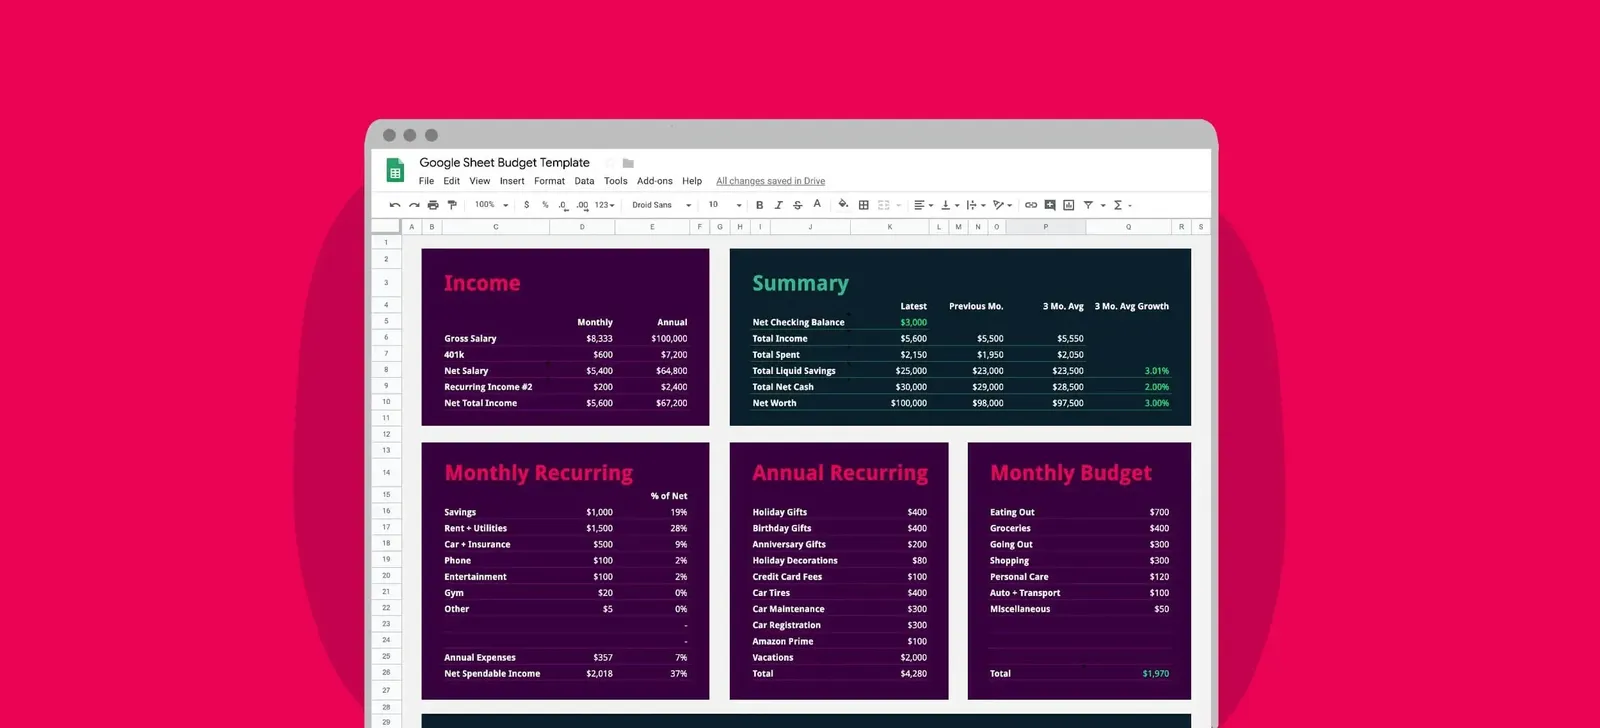 Google Sheet Budget Template
File Edit View Insert Format Data Tools Add-ons Help All changes saved in Drive
100% $ % .0 .00 123 Droid Sans 10 B I S A Σ
A B C D E F G H I J K L M N O P Q R S
1
2
3
4
5
6
7
8
9
10
11
12
13
14
15
16
17
18
19
20
21
22
23
24
25
26
27
28
29
Income
Monthly Annual
Gross Salary $8,333 $100,000
401k $600 $7,200
Net Salary $5,400 $64,800
Recurring Income #2 $200 $2,400
Net Total Income $5,600 $67,200
Summary
Latest Previous Mo. 3 Mo. Avg 3 Mo. Avg Growth
Net Checking Balance $3,000
Total Income $5,600 $5,500 $5,550
Total Spent $2,150 $1,950 $2,050
Total Liquid Savings $25,000 $23,000 $23,500 3.01%
Total Net Cash $30,000 $29,000 $28,500 2.00%
Net Worth $100,000 $98,000 $97,500 3.00%
Monthly Recurring
% of Net
Savings $1,000 19%
Rent + Utilities $1,500 28%
Car + Insurance $500 9%
Phone $100 2%
Entertainment $100 2%
Gym $20 0%
Other $5 0%
-
-
Annual Expenses $357 7%
Net Spendable Income $2,018 37%
Annual Recurring
Holiday Gifts $400
Birthday Gifts $400
Anniversary Gifts $200
Holiday Decorations $80
Credit Card Fees $100
Car Tires $400
Car Maintenance $300
Car Registration $300
Amazon Prime $100
Vacations $2,000
Total $4,280
Monthly Budget
Eating Out $700
Groceries $400
Going Out $300
Shopping $300
Personal Care $120
Auto + Transport $100
Miscellaneous $50
Total $1,970